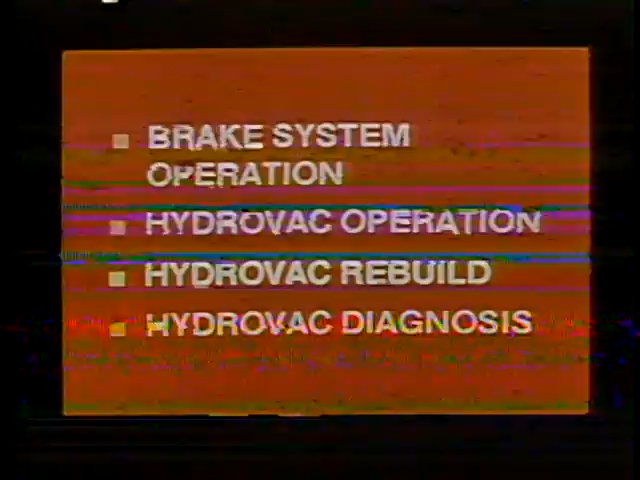 BRAKE SYSTEM
OPERATION
HYDROVAC OPERATION
HYDROVAC REBUILD
HYDROVAC DIAGNOSIS